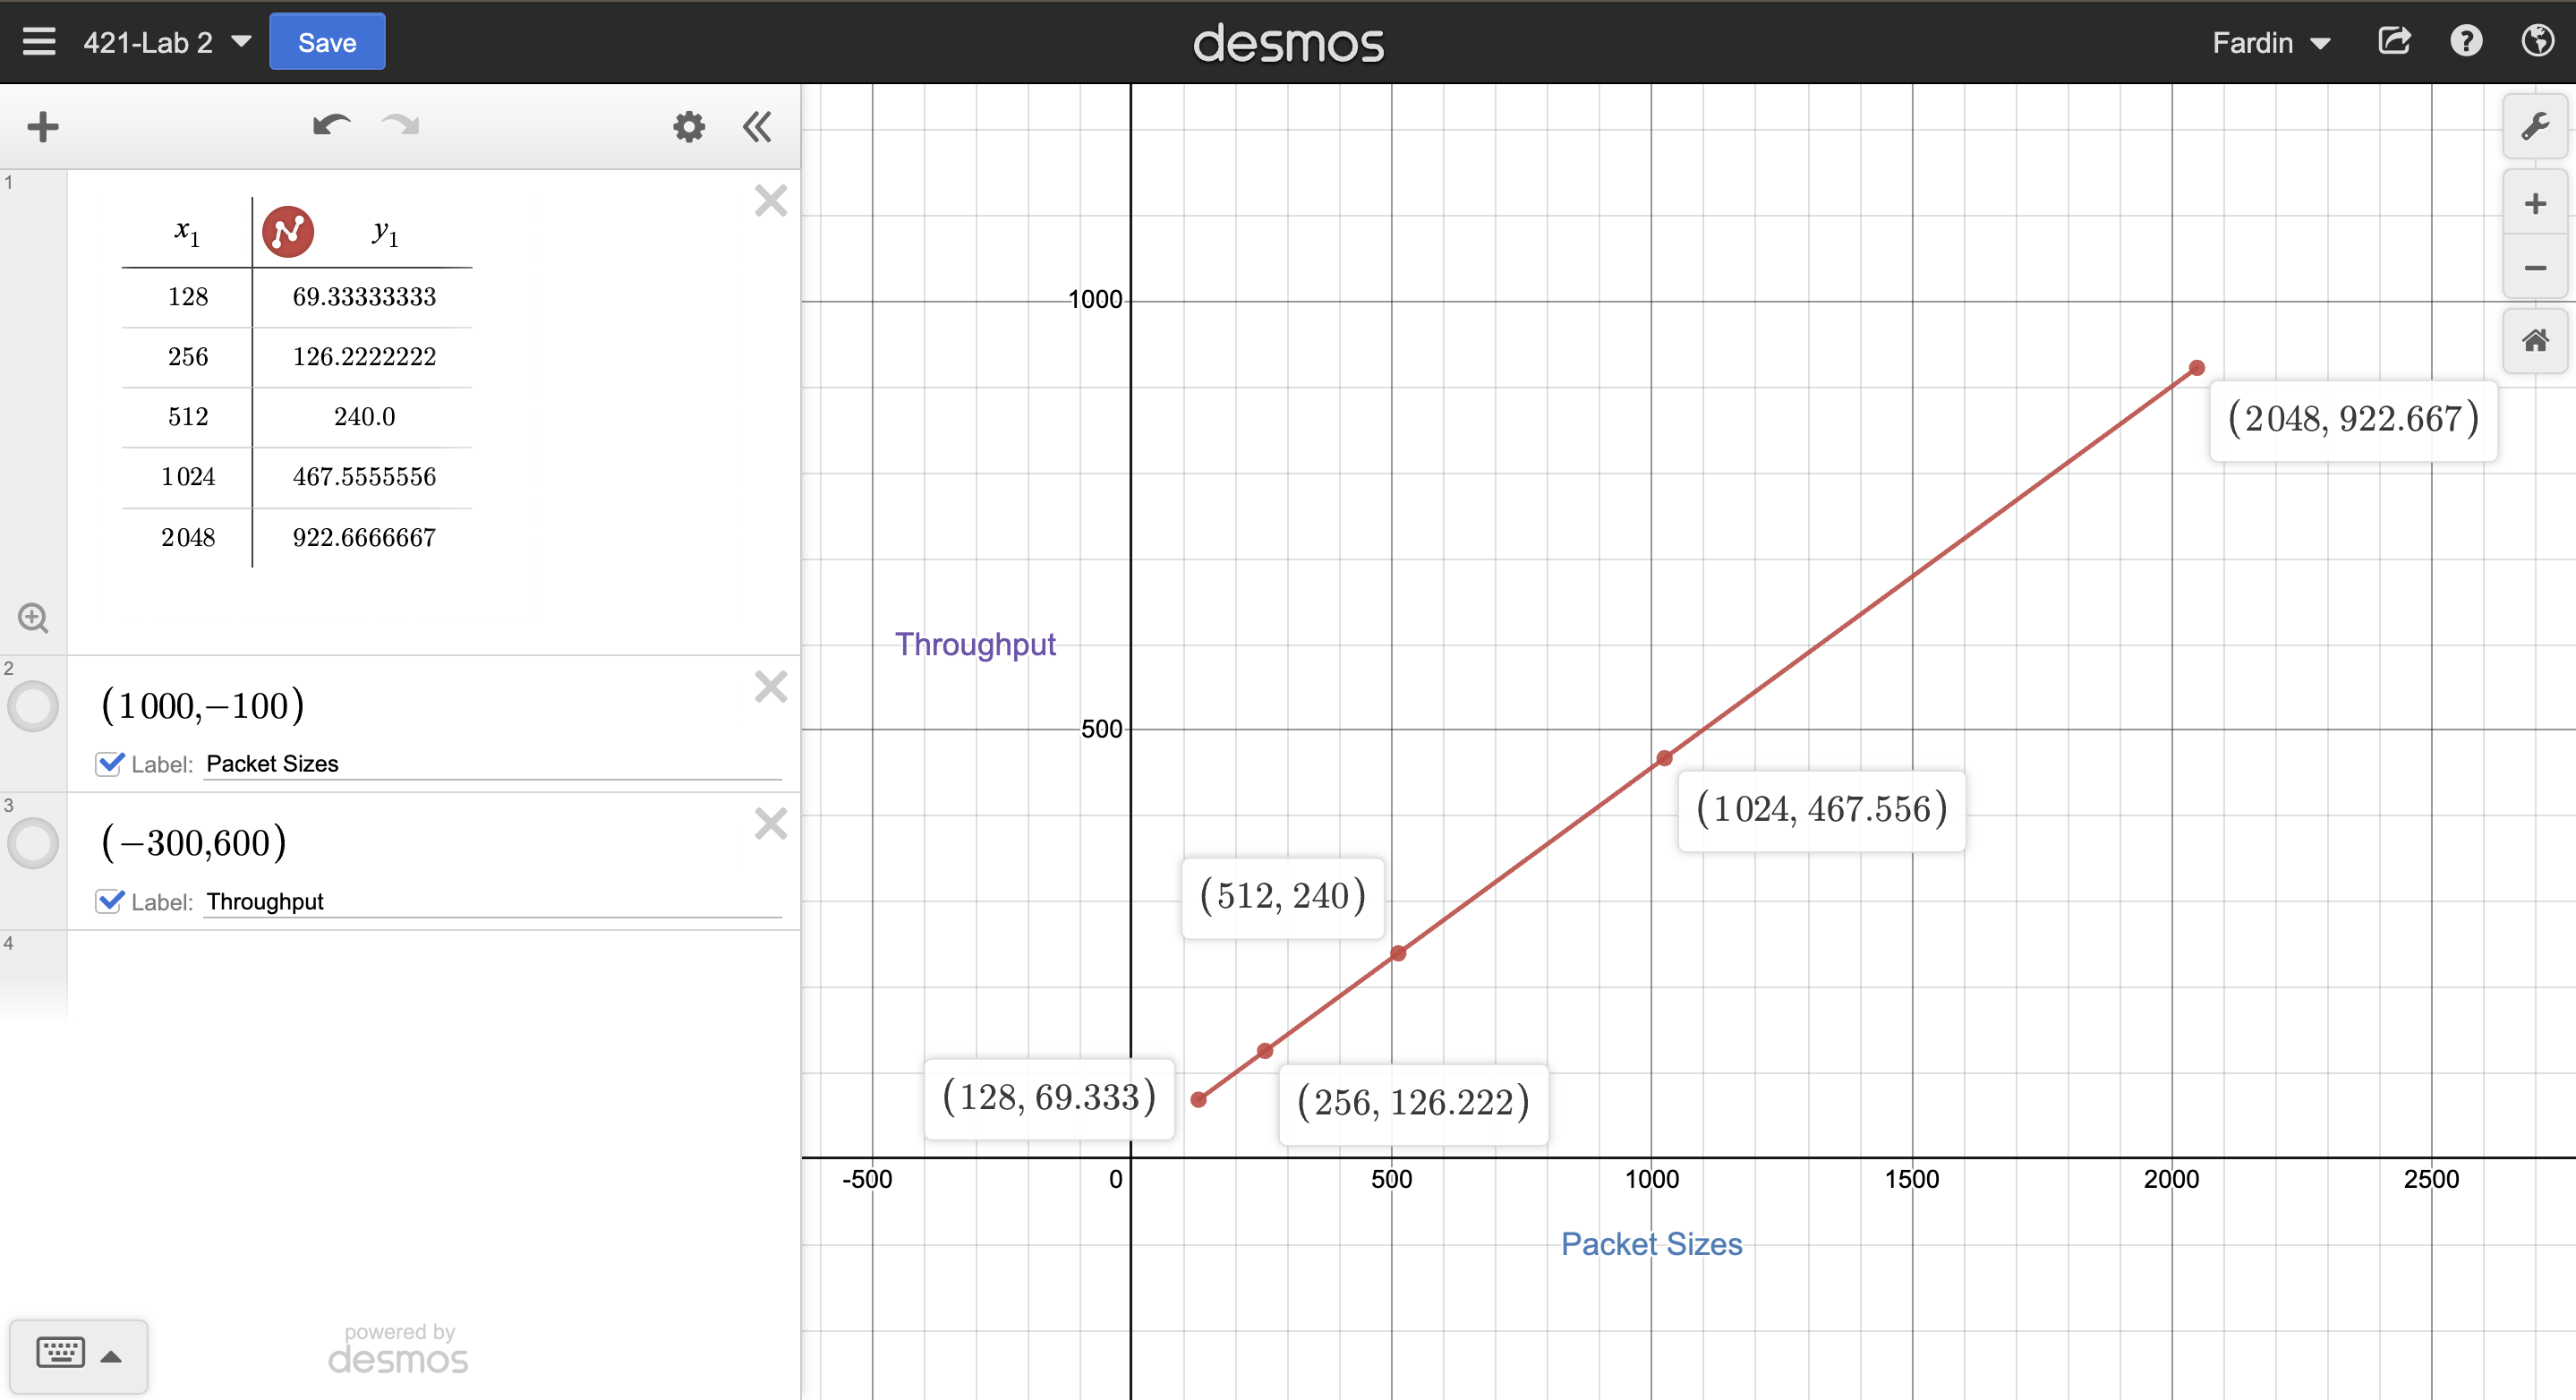 421-Lab 2
Save
desmos
Fardin
1
x₁ y₁
128 69.33333333
256 126.2222222
512 240.0
1024 467.5555556
2048 922.6666667
2
(1000,−100)
Label: Packet Sizes
3
(−300,600)
Label: Throughput
4
powered by
desmos
1000
(2048, 922.667)
Throughput
500
(1024, 467.556)
(512, 240)
(128, 69.333)
(256, 126.222)
-500 0 500 1000 1500 2000 2500
Packet Sizes